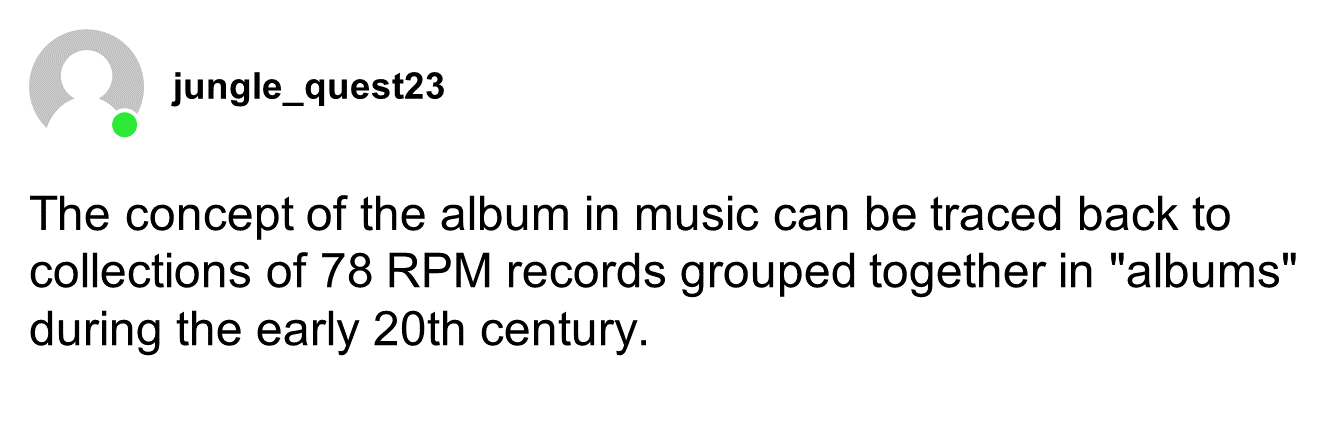 jungle_quest23
The concept of the album in music can be traced back to
collections of 78 RPM records grouped together in "albums"
during the early 20th century.